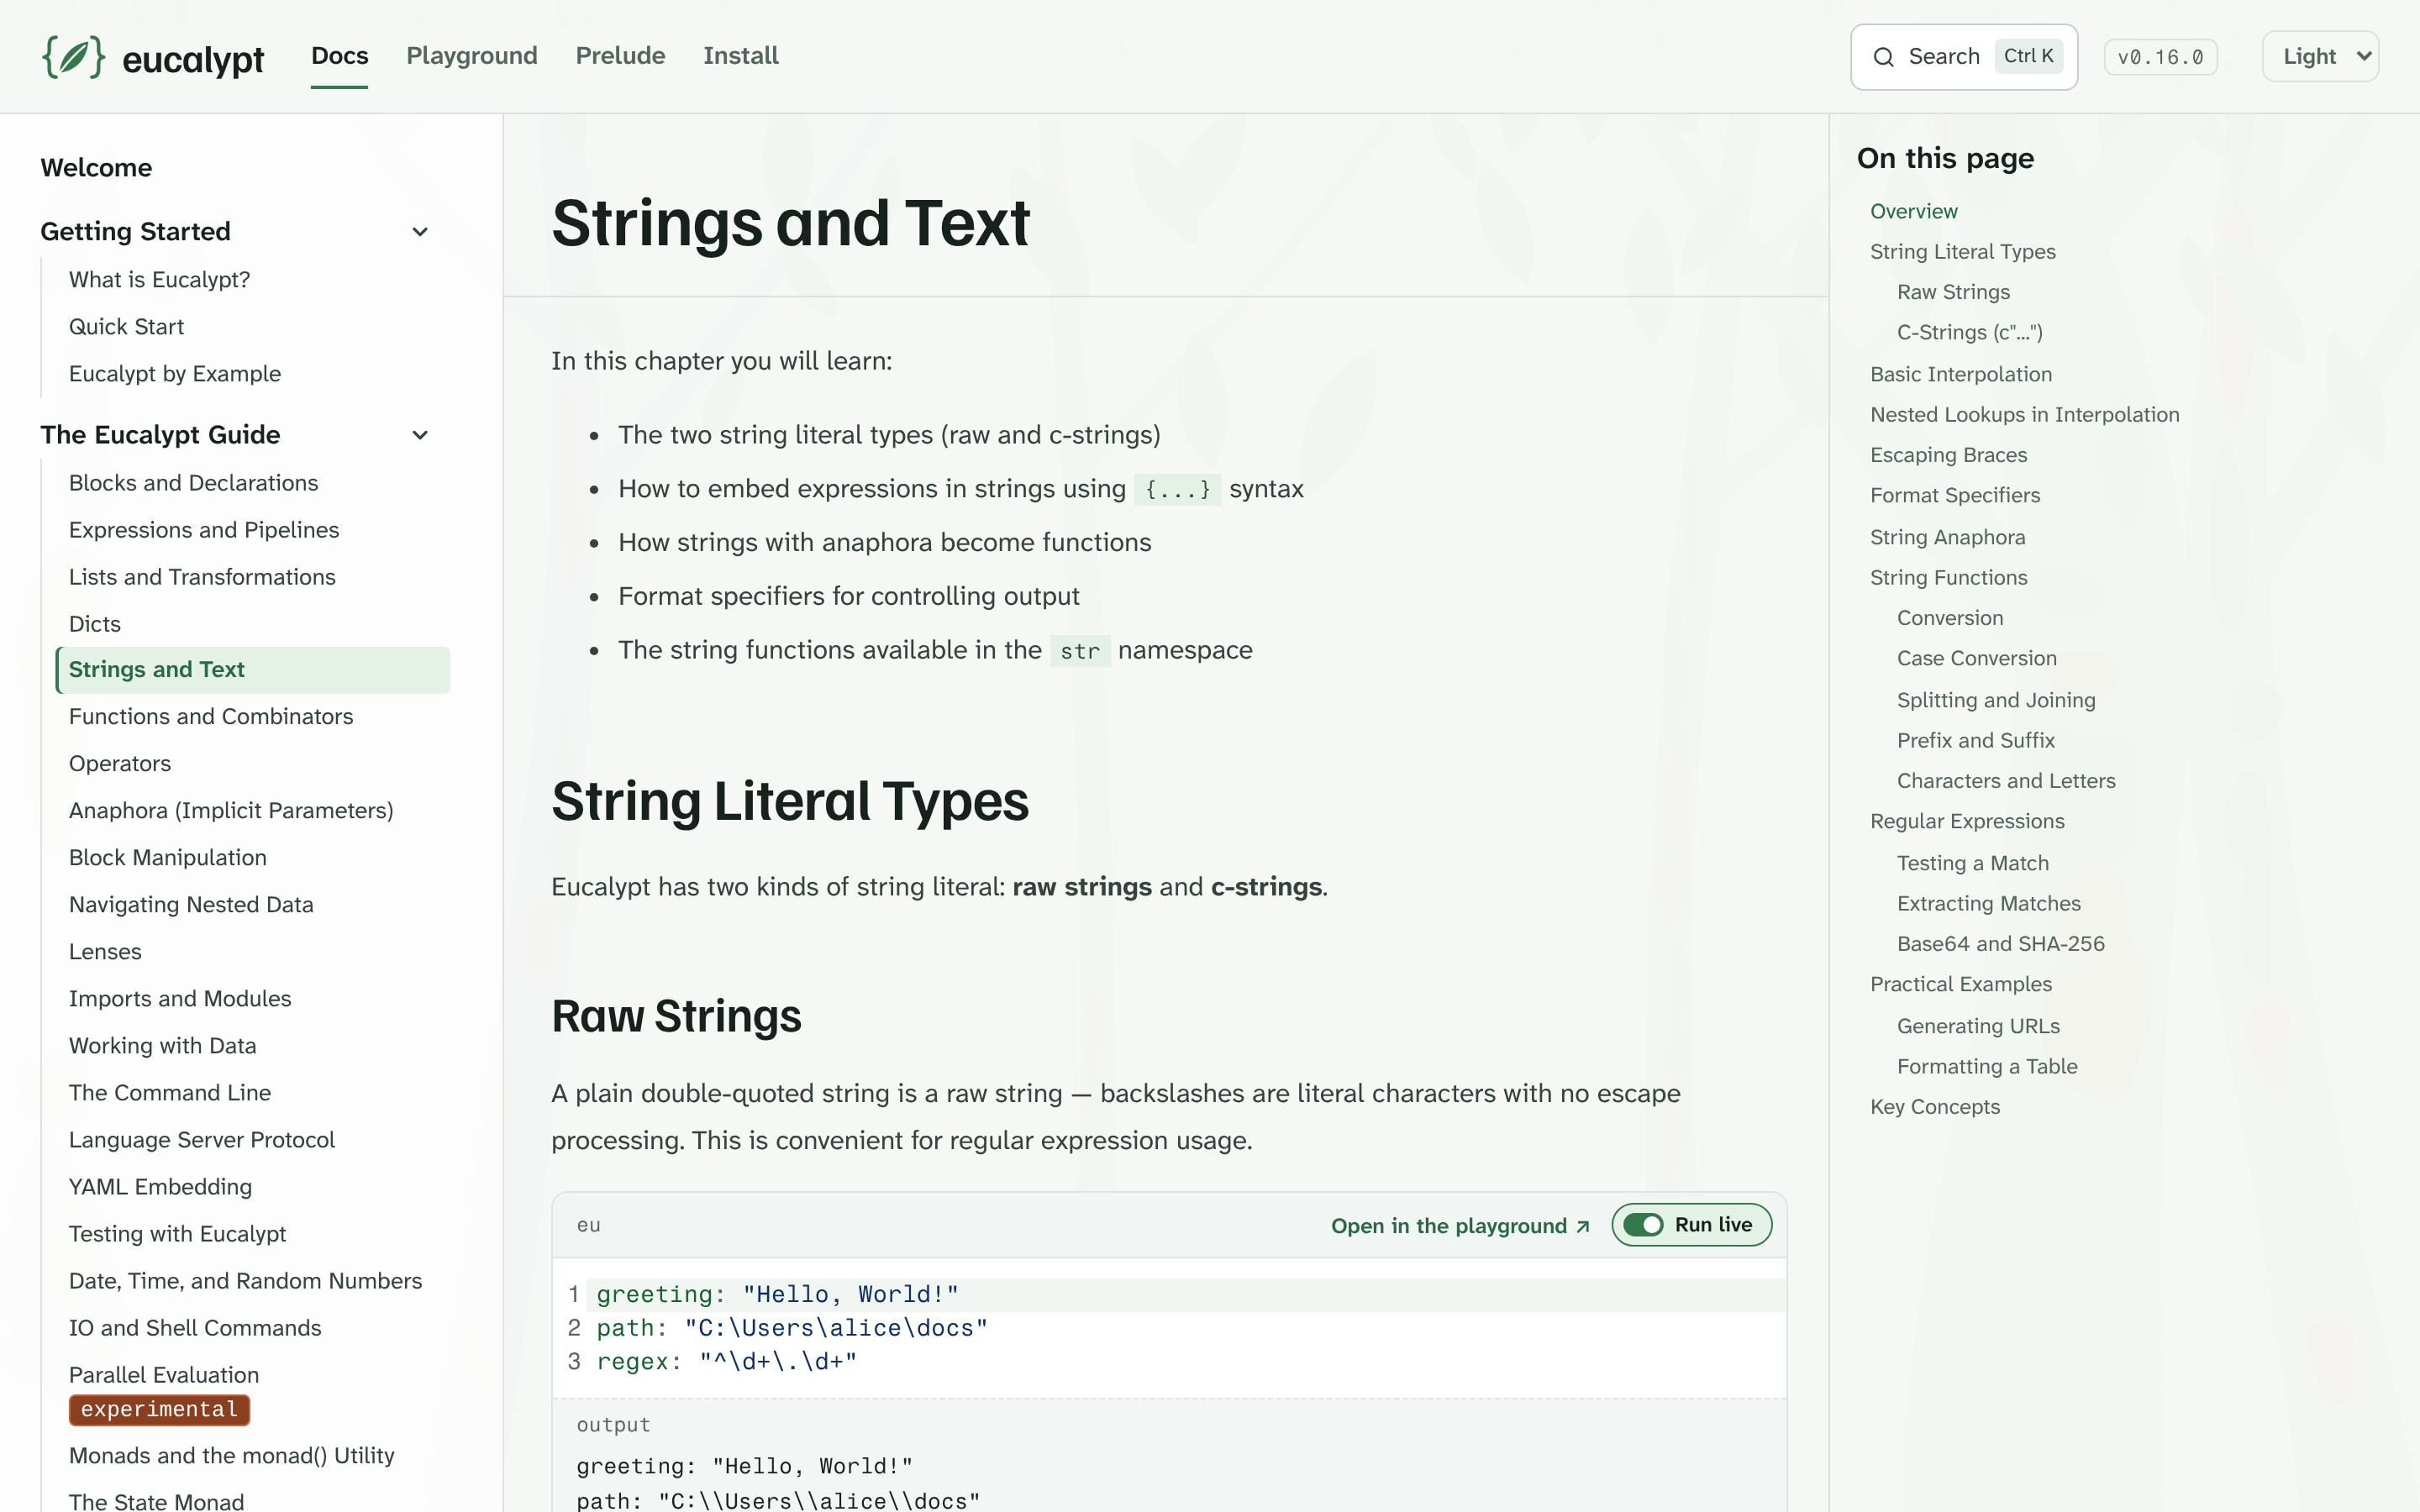 eucalypt
Docs
Playground
Prelude
Install
Search
Ctrl K
v0.16.0
Light
Welcome
Getting Started
What is Eucalypt?
Quick Start
Eucalypt by Example
The Eucalypt Guide
Blocks and Declarations
Expressions and Pipelines
Lists and Transformations
Dicts
Strings and Text
Functions and Combinators
Operators
Anaphora (Implicit Parameters)
Block Manipulation
Navigating Nested Data
Lenses
Imports and Modules
Working with Data
The Command Line
Language Server Protocol
YAML Embedding
Testing with Eucalypt
Date, Time, and Random Numbers
IO and Shell Commands
Parallel Evaluation
experimental
Monads and the monad() Utility
The State Monad
Strings and Text
In this chapter you will learn:
• The two string literal types (raw and c-strings)
• How to embed expressions in strings using {...} syntax
• How strings with anaphora become functions
• Format specifiers for controlling output
• The string functions available in the str namespace
String Literal Types
Eucalypt has two kinds of string literal: raw strings and c-strings.
Raw Strings
A plain double-quoted string is a raw string — backslashes are literal characters with no escape
processing. This is convenient for regular expression usage.
eu
Open in the playground ↗
Run live
1 greeting: "Hello, World!"
2 path: "C:\Users\alice\docs"
3 regex: "^\d+\.\d+"
output
greeting: "Hello, World!"
path: "C:\\Users\\alice\\docs"
On this page
Overview
String Literal Types
Raw Strings
C-Strings (c"…")
Basic Interpolation
Nested Lookups in Interpolation
Escaping Braces
Format Specifiers
String Anaphora
String Functions
Conversion
Case Conversion
Splitting and Joining
Prefix and Suffix
Characters and Letters
Regular Expressions
Testing a Match
Extracting Matches
Base64 and SHA-256
Practical Examples
Generating URLs
Formatting a Table
Key Concepts